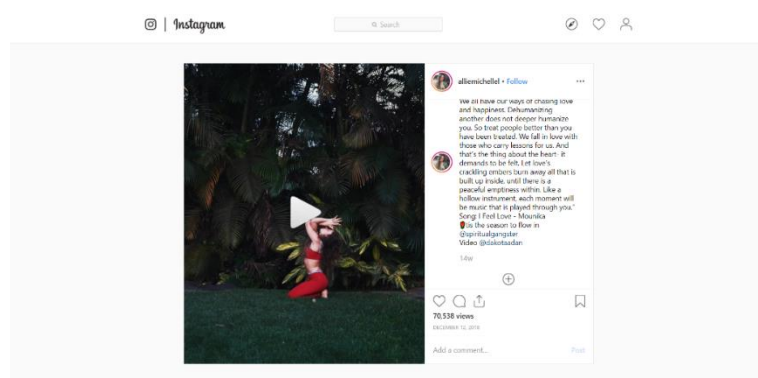 Instagram
Search
alliemichellel • Follow
We all have our ways of chasing love
and happiness. Dehumanizing
another does not deeper humanize
you. So treat people better than you
have been treated. We fall in love with
those who carry lessons for us. And
that's the thing about the heart- it
demands to be felt. Let love's
crackling embers burn away all that is
built up inside, until there is a
peaceful emptiness within. Like a
hollow instrument, each moment will
be music that is played through you."
Song: I Feel Love - Mounika
tis the season to flow in
@spiritualgangster
Video @dakotaadan
14w
70,538 views
DECEMBER 12, 2018
Add a comment...
Post